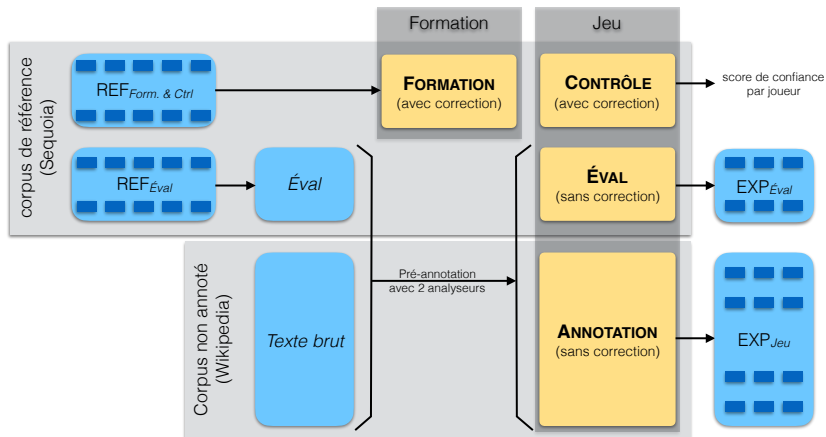 Formation
Jeu
corpus de référence
(Sequoia)
REFForm. & Ctrl
FORMATION
(avec correction)
CONTRÔLE
(avec correction)
score de confiance
par joueur
REFÉval
Éval
ÉVAL
(sans correction)
EXPÉval
Corpus non annoté
(Wikipedia)
Texte brut
Pré-annotation
avec 2 analyseurs
ANNOTATION
(sans correction)
EXPJeu